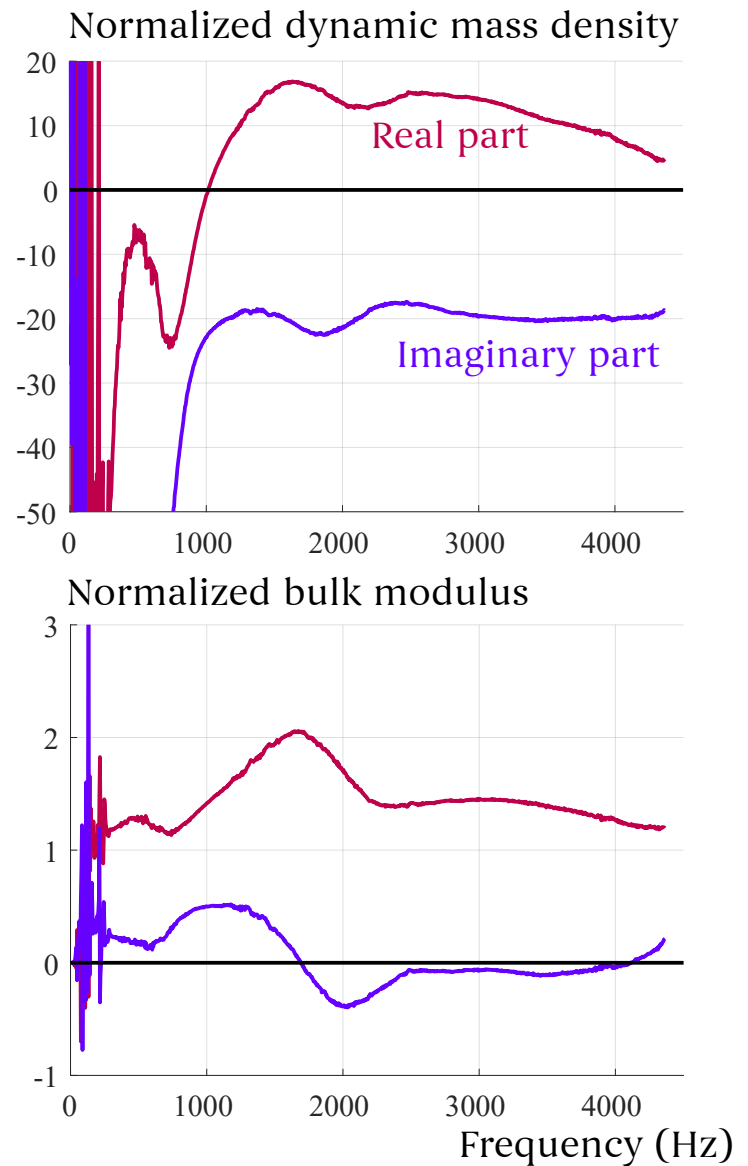 Normalized dynamic mass density
20
10
Real part
0
-10
-20
Imaginary part
-30
-40
-50
0 1000 2000 3000 4000
Normalized bulk modulus
3
2
1
0
-1
0 1000 2000 3000 4000
Frequency (Hz)